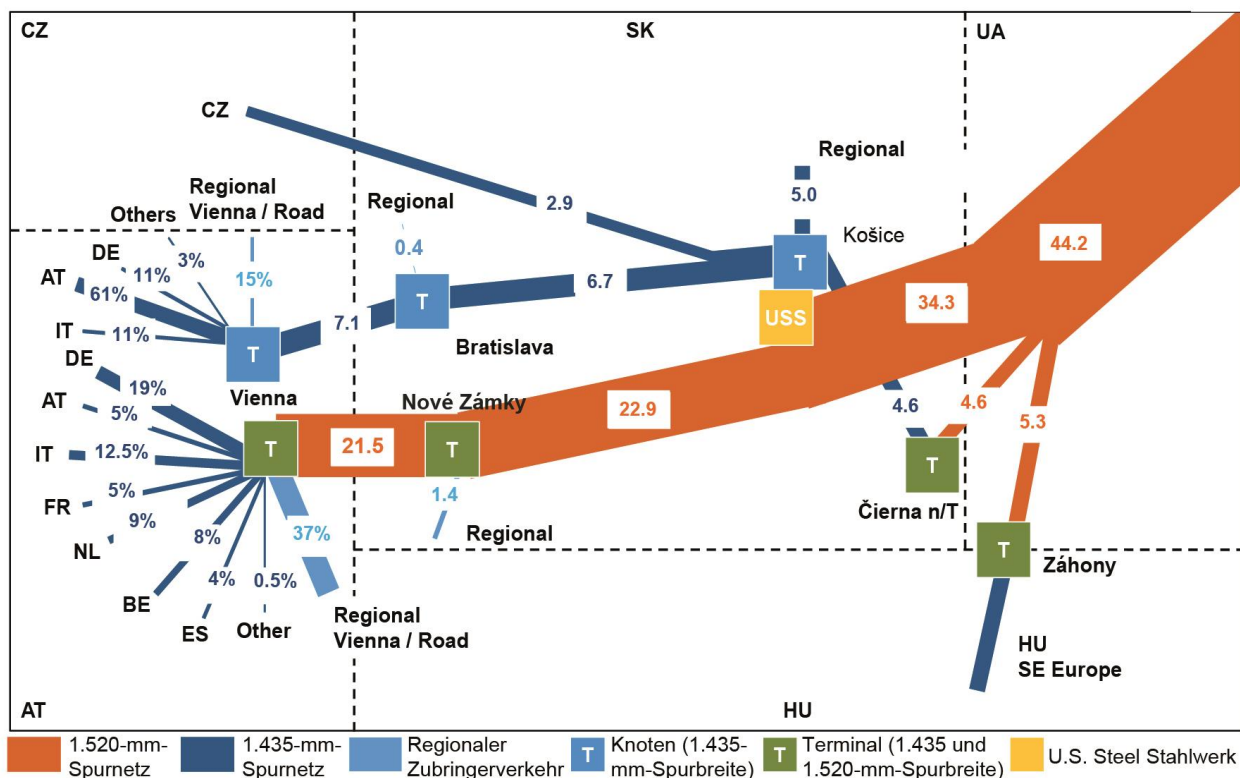 CZ
SK
UA
CZ
Regional
5.0
2.9
Košice
44.2
Regional
Vienna / Road
Others
Regional
0.4
DE
3%
AT
11%
15%
61%
T
T
6.7
34.3
IT
11%
7.1
USS
DE
T
Bratislava
Vienna
19%
AT
5%
Nové Zámky
22.9
4.6
4.6
5.3
IT
12.5%
T
21.5
T
T
FR
5%
1.4
Čierna n/T
NL
9%
8%
37%
Regional
T
Záhony
4%
0.5%
BE
ES
Other
Regional
Vienna / Road
HU
SE Europe
AT
HU
1.520-mm-
Spurnetz
1.435-mm-
Spurnetz
Regionaler
Zubringerverkehr
T
Knoten (1.435-
mm-Spurbreite)
T
Terminal (1.435 und
1.520-mm-Spurbreite)
U.S. Steel Stahlwerk